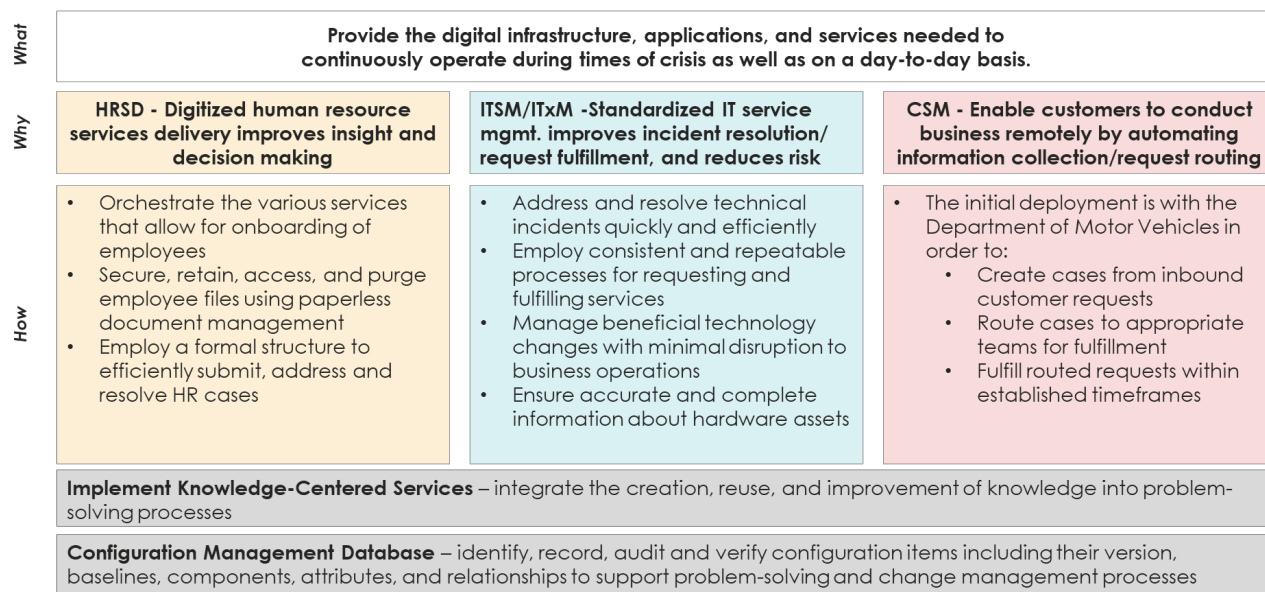 What
Provide the digital infrastructure, applications, and services needed to
continuously operate during times of crisis as well as on a day-to-day basis.
Why
HRSD - Digitized human resource
services delivery improves insight and
decision making
ITSM/ITxM -Standardized IT service
mgmt. improves incident resolution/
request fulfillment, and reduces risk
CSM - Enable customers to conduct
business remotely by automating
information collection/request routing
How
• Orchestrate the various services
that allow for onboarding of
employees
• Secure, retain, access, and purge
employee files using paperless
document management
• Employ a formal structure to
efficiently submit, address and
resolve HR cases
• Address and resolve technical
incidents quickly and efficiently
• Employ consistent and repeatable
processes for requesting and
fulfilling services
• Manage beneficial technology
changes with minimal disruption to
business operations
• Ensure accurate and complete
information about hardware assets
• The initial deployment is with the
Department of Motor Vehicles in
order to:
• Create cases from inbound
customer requests
• Route cases to appropriate
teams for fulfillment
• Fulfill routed requests within
established timeframes
Implement Knowledge-Centered Services – integrate the creation, reuse, and improvement of knowledge into problem-
solving processes
Configuration Management Database – identify, record, audit and verify configuration items including their version,
baselines, components, attributes, and relationships to support problem-solving and change management processes